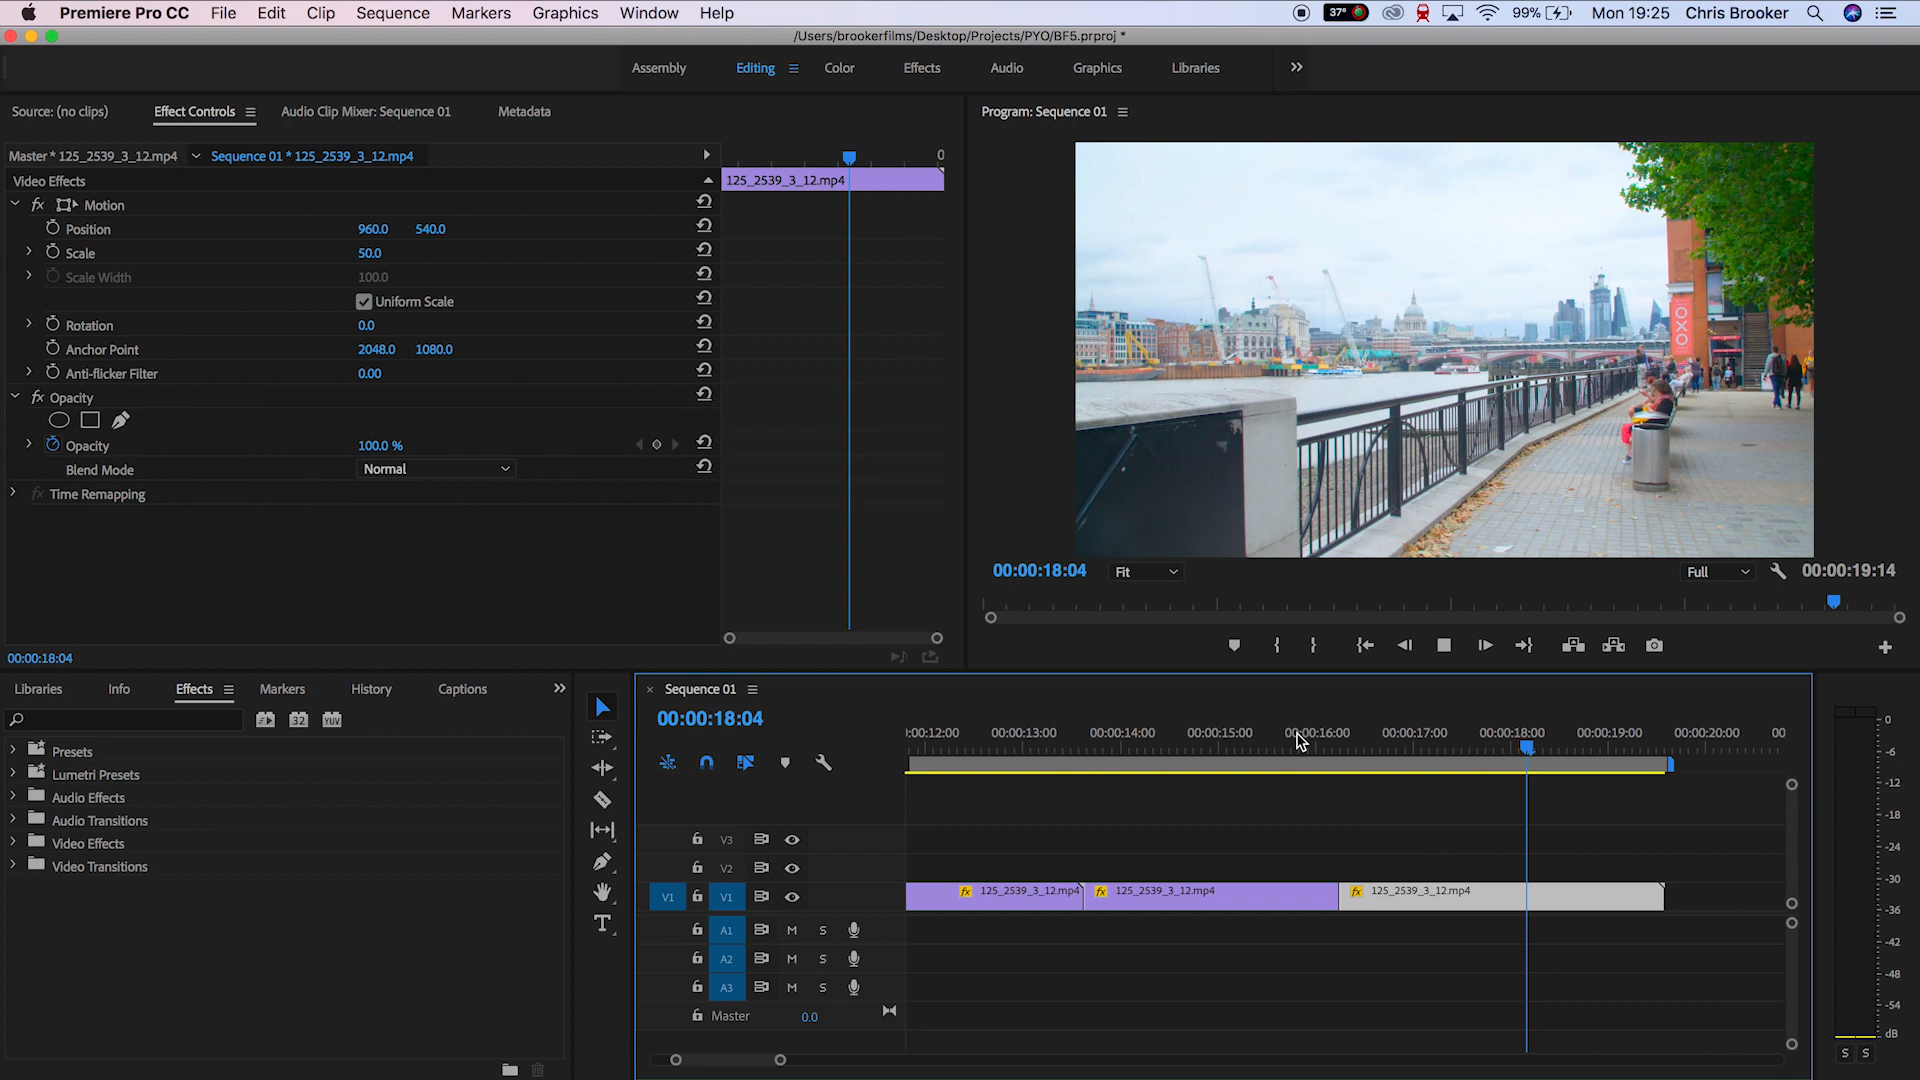 Premiere Pro CC File Edit Clip Sequence Markers Graphics Window Help 37° 99% Mon 19:25 Chris Brooker
/Users/brookerfilms/Desktop/Projects/PYO/BF5.prproj *
Assembly Editing Color Effects Audio Graphics Libraries
Source: (no clips) Effect Controls Audio Clip Mixer: Sequence 01 Metadata
Master * 125_2539_3_12.mp4 Sequence 01 * 125_2539_3_12.mp4 0
Video Effects 125_2539_3_12.mp4
fx Motion
Position 960.0 540.0
Scale 50.0
Scale Width 100.0
Uniform Scale
Rotation 0.0
Anchor Point 2048.0 1080.0
Anti-flicker Filter 0.00
fx Opacity
Opacity 100.0 %
Blend Mode Normal
fx Time Remapping
00:00:18:04
Program: Sequence 01
OXO
00:00:18:04 Fit Full 00:00:19:14
Libraries Info Effects Markers History Captions
32 YUV
Presets
Lumetri Presets
Audio Effects
Audio Transitions
Video Effects
Video Transitions
Sequence 01
00:00:18:04
:00:12:00 00:00:13:00 00:00:14:00 00:00:15:00 00:00:16:00 00:00:17:00 00:00:18:00 00:00:19:00 00:00:20:00 00
V3
V2
V1 V1 fx 125_2539_3_12.mp4 fx 125_2539_3_12.mp4 fx 125_2539_3_12.mp4
A1 M S
A2 M S
A3 M S
Master 0.0
0
-6
-12
-18
-24
-30
-36
-42
-48
-54
dB
S S